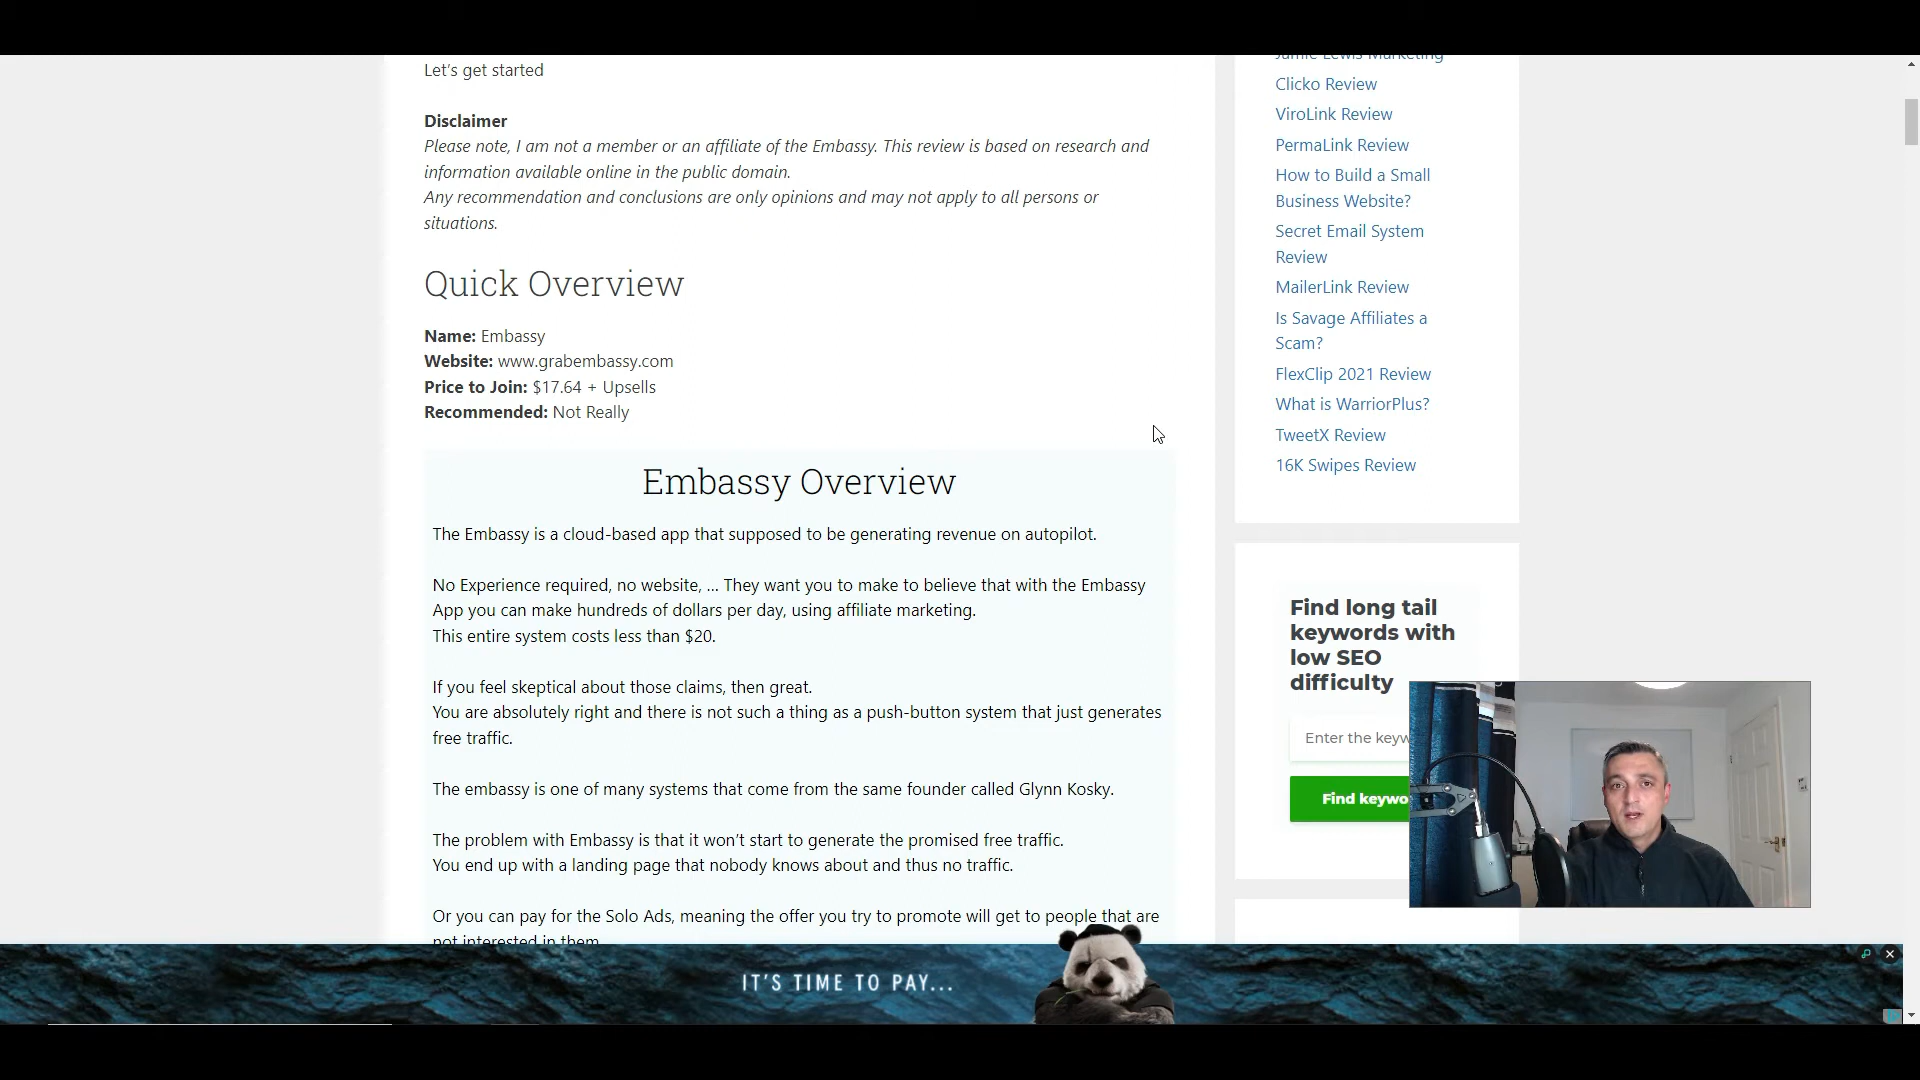 Let's get started
Disclaimer
Please note, I am not a member or an affiliate of the Embassy. This review is based on research and
information available online in the public domain.
Any recommendation and conclusions are only opinions and may not apply to all persons or
situations.
Quick Overview
Name: Embassy
Website: www.grabembassy.com
Price to Join: $17.64 + Upsells
Recommended: Not Really
Embassy Overview
The Embassy is a cloud-based app that supposed to be generating revenue on autopilot.
No Experience required, no website, ... They want you to make to believe that with the Embassy
App you can make hundreds of dollars per day, using affiliate marketing.
This entire system costs less than $20.
If you feel skeptical about those claims, then great.
You are absolutely right and there is not such a thing as a push-button system that just generates
free traffic.
The embassy is one of many systems that come from the same founder called Glynn Kosky.
The problem with Embassy is that it won't start to generate the promised free traffic.
You end up with a landing page that nobody knows about and thus no traffic.
Or you can pay for the Solo Ads, meaning the offer you try to promote will get to people that are
not interested in them
Jamie Lewis Marketing
Clicko Review
ViroLink Review
PermaLink Review
How to Build a Small
Business Website?
Secret Email System
Review
MailerLink Review
Is Savage Affiliates a
Scam?
FlexClip 2021 Review
What is WarriorPlus?
TweetX Review
16K Swipes Review
Find long tail
keywords with
low SEO
difficulty
Enter the keyw
Find keywo
IT'S TIME TO PAY...